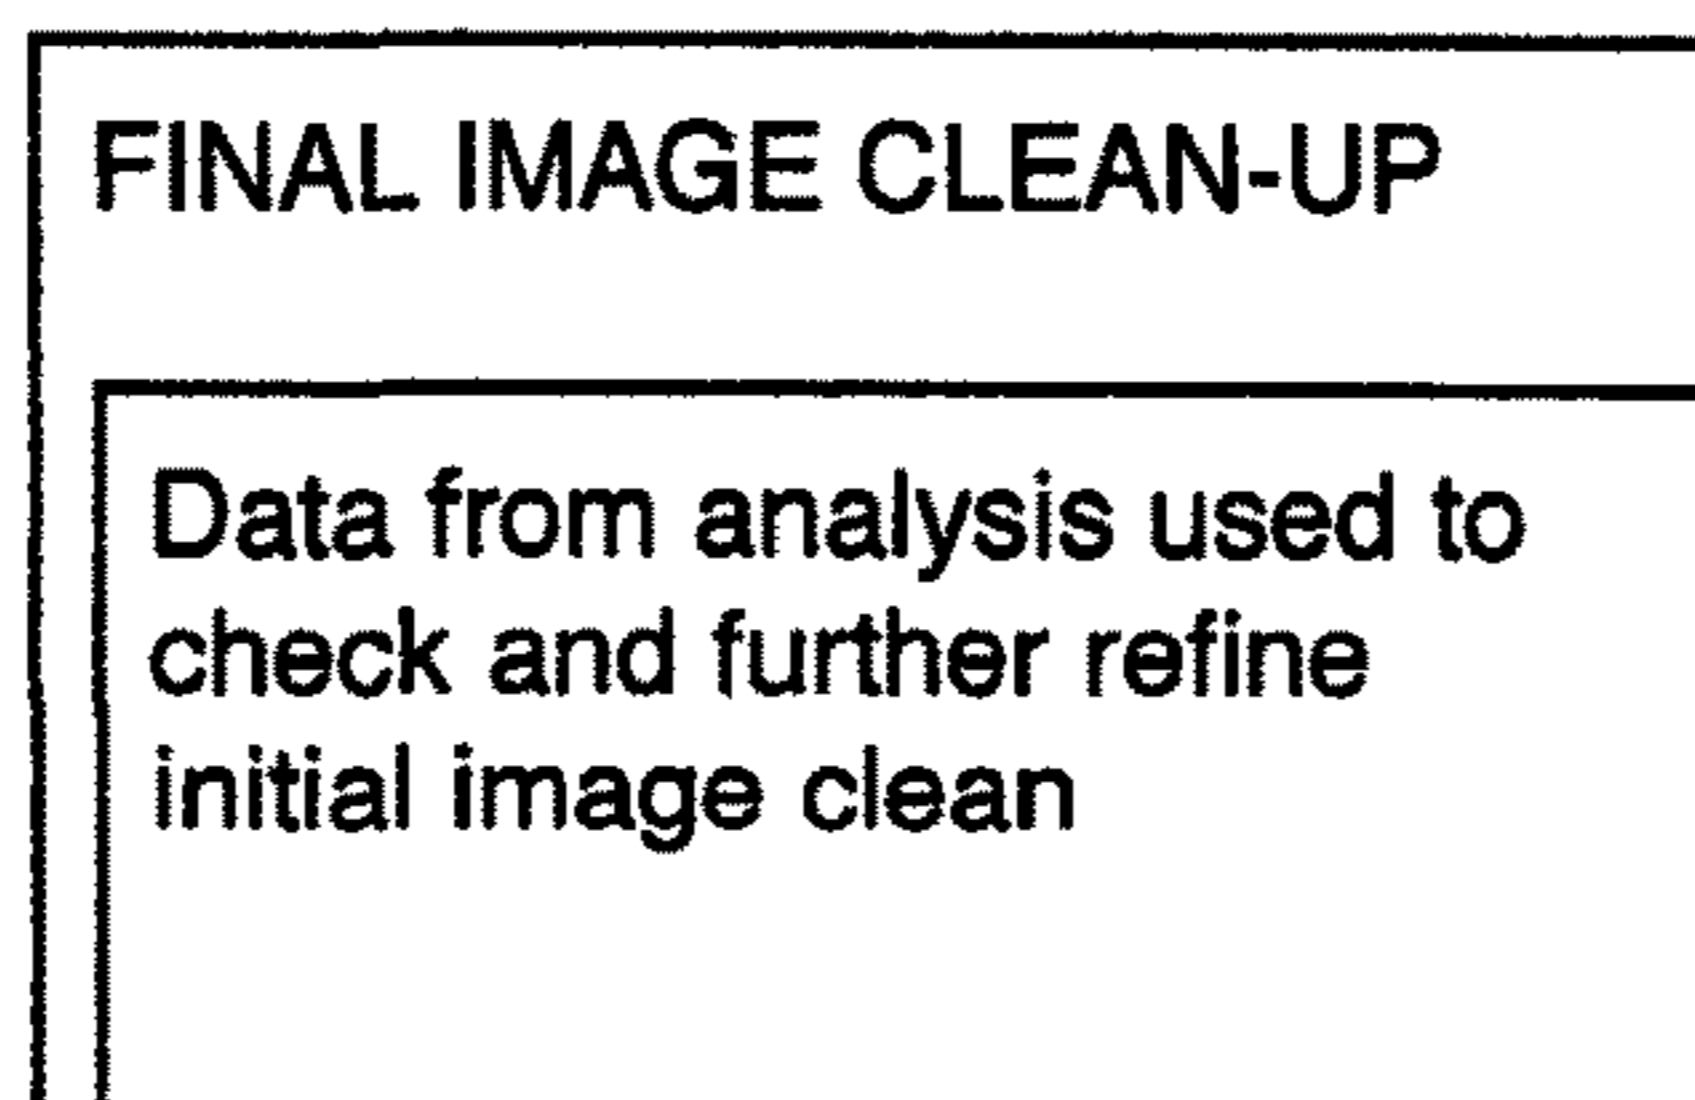 FINAL IMAGE CLEAN-UP
Data from analysis used to
check and further refine
initial image clean